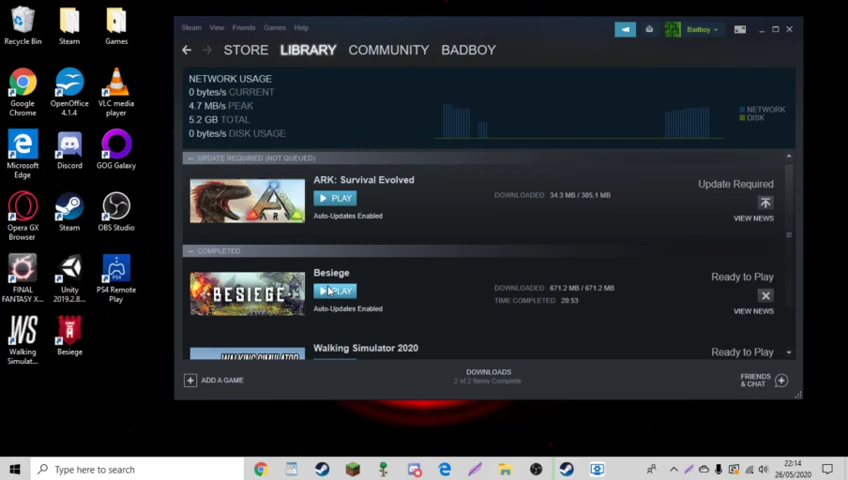 Recycle Bin
Steam
Games
Google Chrome
OpenOffice 4.1.4
VLC media player
Microsoft Edge
Discord
GOG Galaxy
Opera GX Browser
Steam
OBS Studio
FINAL FANTASY X...
Unity 2019.2.8...
PS4 Remote Play
WS
Walking Simulat...
Besiege
Steam View Friends Games Help
Badboy
STORE LIBRARY COMMUNITY BADBOY
NETWORK USAGE
0 bytes/s CURRENT
4.7 MB/s PEAK
5.2 GB TOTAL
0 bytes/s DISK USAGE
NETWORK
DISK
UPDATE REQUIRED (NOT QUEUED)
ARK
ARK: Survival Evolved
PLAY
Auto-Updates Enabled
DOWNLOADED 34.3 MB / 305.1 MB
Update Required
VIEW NEWS
COMPLETED
BESIEGE
Besiege
PLAY
Auto-Updates Enabled
DOWNLOADED 671.2 MB / 671.2 MB
TIME COMPLETED 20:53
Ready to Play
VIEW NEWS
WALKING SIMULATOR
Walking Simulator 2020
Ready to Play
ADD A GAME
DOWNLOADS
2 of 2 Items Complete
FRIENDS & CHAT
Type here to search
22:14
26/05/2020